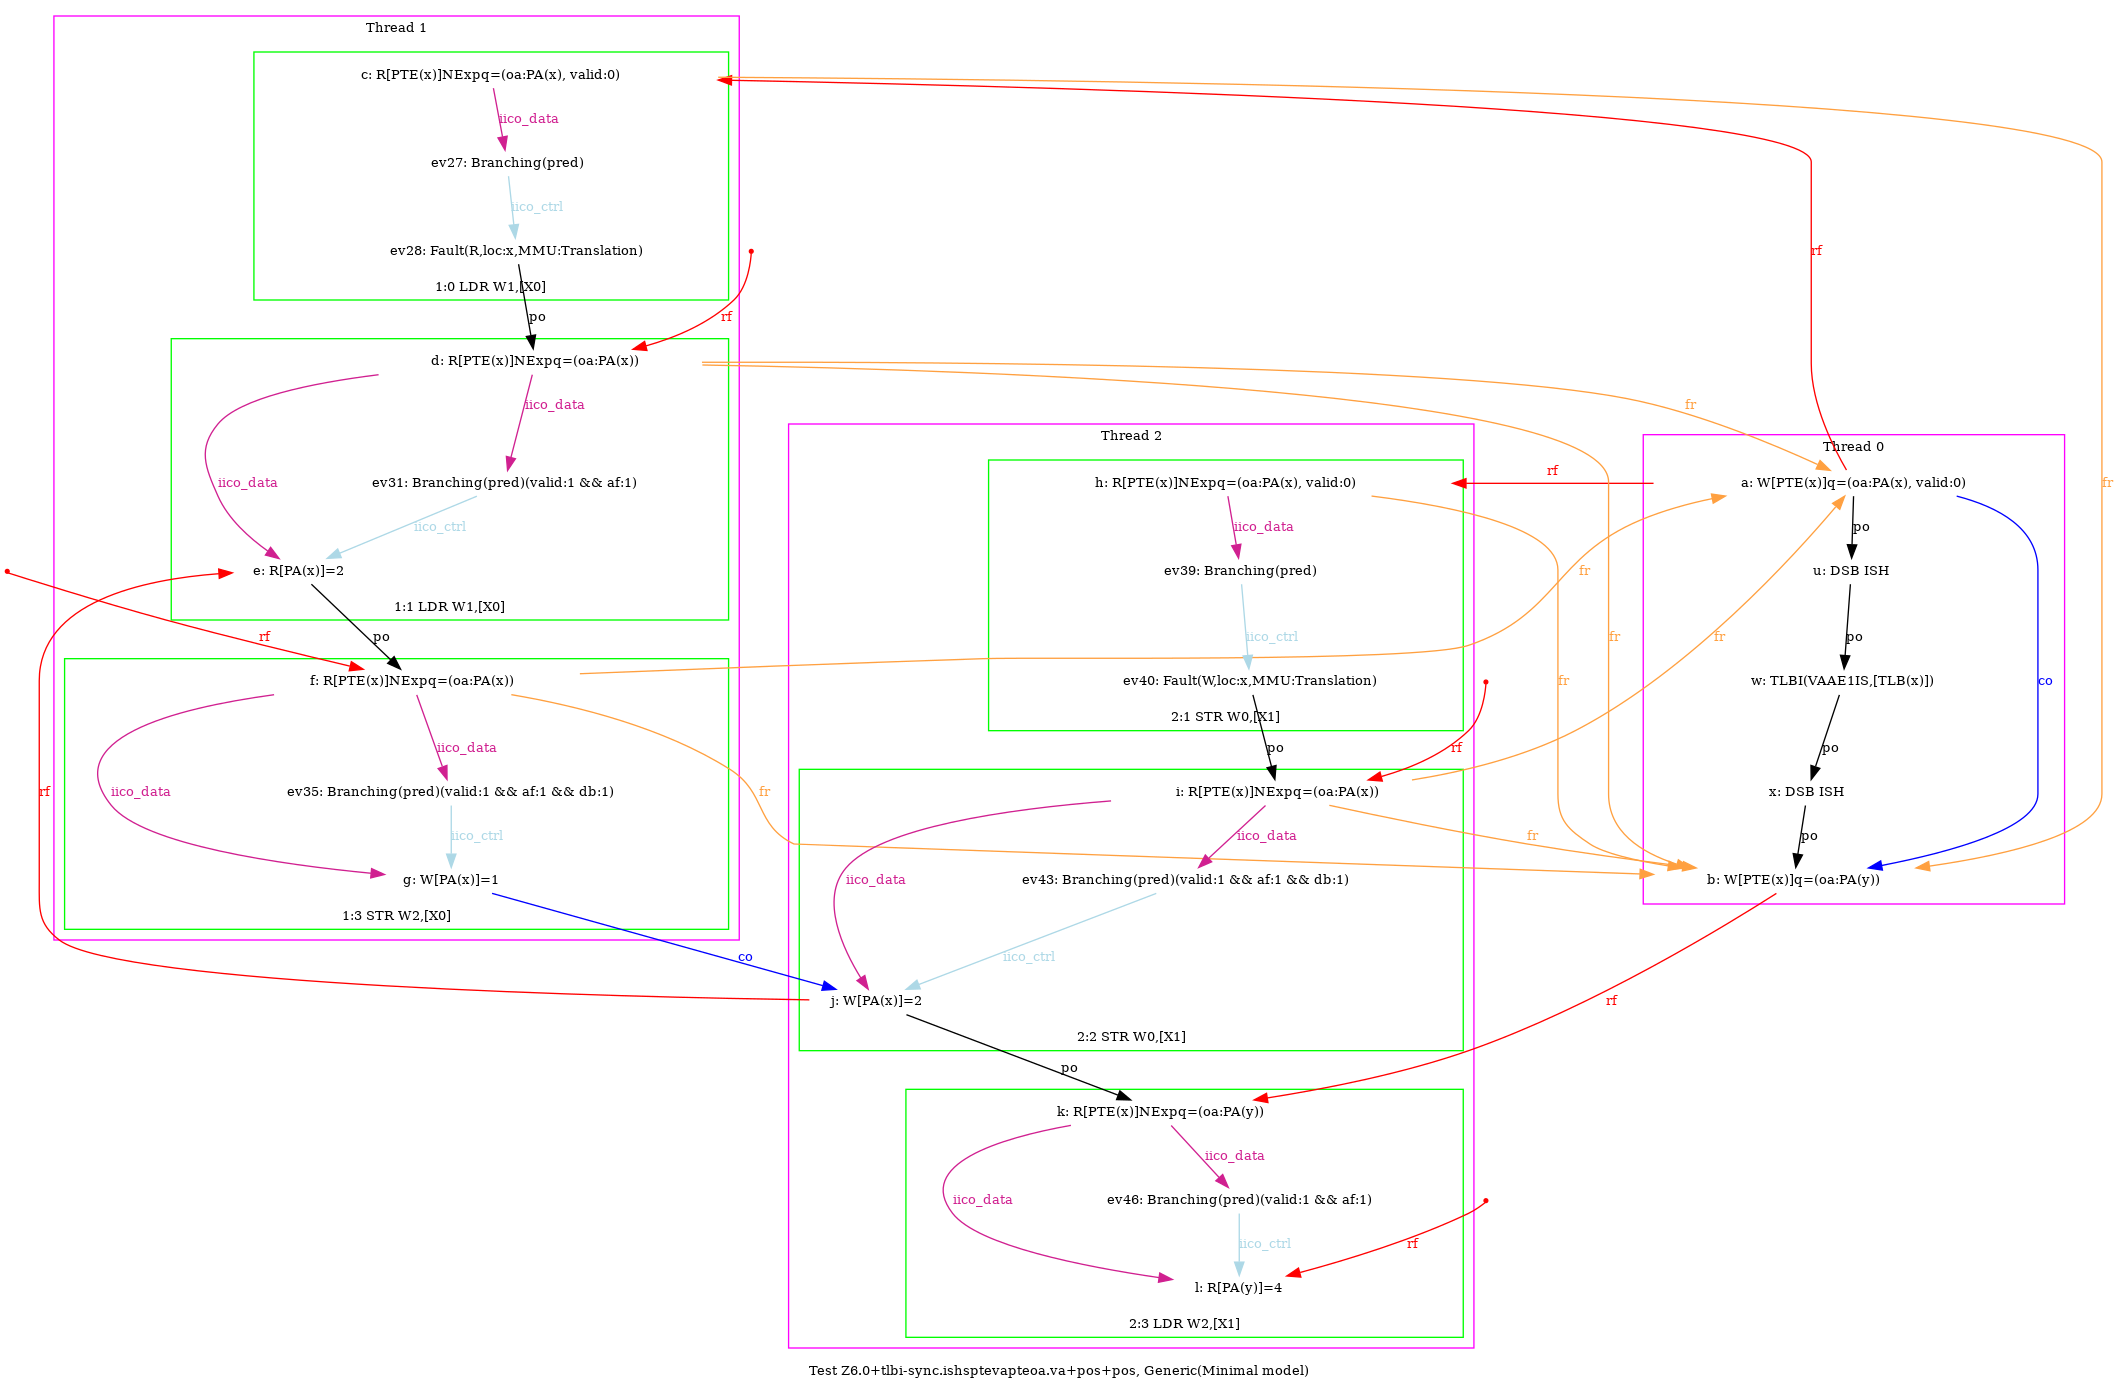 Thread 1
c: R[PTE(x)]NExpq=(oa:PA(x), valid:0)
iico_data
ev27: Branching(pred)
iico_ctrl
ev28: Fault(R,loc:x,MMU:Translation)
1:0 LDR W1,[X0]
po
rf
d: R[PTE(x)]NExpq=(oa:PA(x))
iico_data
ev31: Branching(pred)(valid:1 && af:1)
iico_data
iico_ctrl
e: R[PA(x)]=2
1:1 LDR W1,[X0]
rf
po
f: R[PTE(x)]NExpq=(oa:PA(x))
iico_data
rf
iico_data
ev35: Branching(pred)(valid:1 && af:1 && db:1)
fr
iico_ctrl
g: W[PA(x)]=1
1:3 STR W2,[X0]
co
Thread 2
rf
h: R[PTE(x)]NExpq=(oa:PA(x), valid:0)
iico_data
ev39: Branching(pred)
fr
iico_ctrl
fr
fr
ev40: Fault(W,loc:x,MMU:Translation)
fr
2:1 STR W0,[X1]
po
rf
i: R[PTE(x)]NExpq=(oa:PA(x))
iico_data
fr
iico_data
ev43: Branching(pred)(valid:1 && af:1 && db:1)
iico_ctrl
j: W[PA(x)]=2
2:2 STR W0,[X1]
rf
po
k: R[PTE(x)]NExpq=(oa:PA(y))
iico_data
iico_data
ev46: Branching(pred)(valid:1 && af:1)
iico_ctrl
rf
l: R[PA(y)]=4
2:3 LDR W2,[X1]
rf
fr
Thread 0
a: W[PTE(x)]q=(oa:PA(x), valid:0)
fr
po
u: DSB ISH
po
w: TLBI(VAAE1IS,[TLB(x)])
co
po
x: DSB ISH
po
b: W[PTE(x)]q=(oa:PA(y))
Test Z6.0+tlbi-sync.ishsptevapteoa.va+pos+pos, Generic(Minimal model)